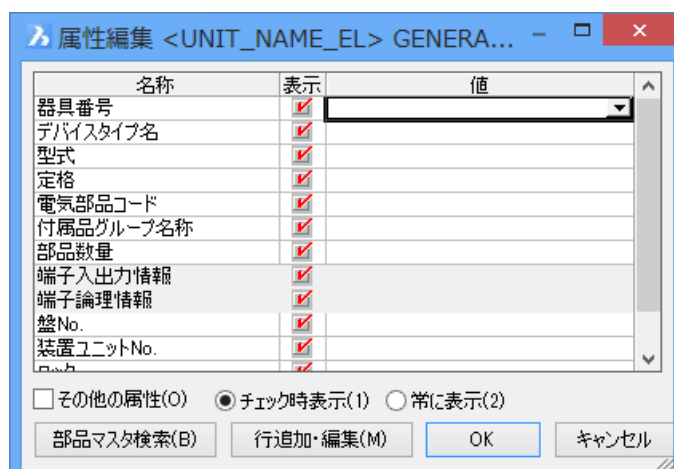 属性編集 <UNIT_NAME_EL> GENERA...
名称 表示 値
器具番号
デバイスタイプ名
型式
定格
電気部品コード
付属品グループ名称
部品数量
端子入出力情報
端子論理情報
盤No.
装置ユニットNo.
その他の属性(O) チェック時表示(1) 常に表示(2)
部品マスタ検索(B) 行追加・編集(M) OK キャンセル